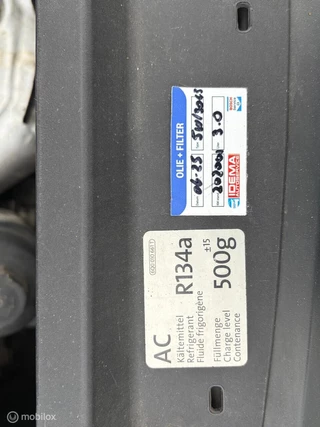 OLIE + FILTER
06-25
202000
3.0
IDEMA
AC
R134a
Kältemittel
Refrigerant
Fluide frigorigène
±15
500g
Füllmenge
Charge level
Contenance
© mobilox